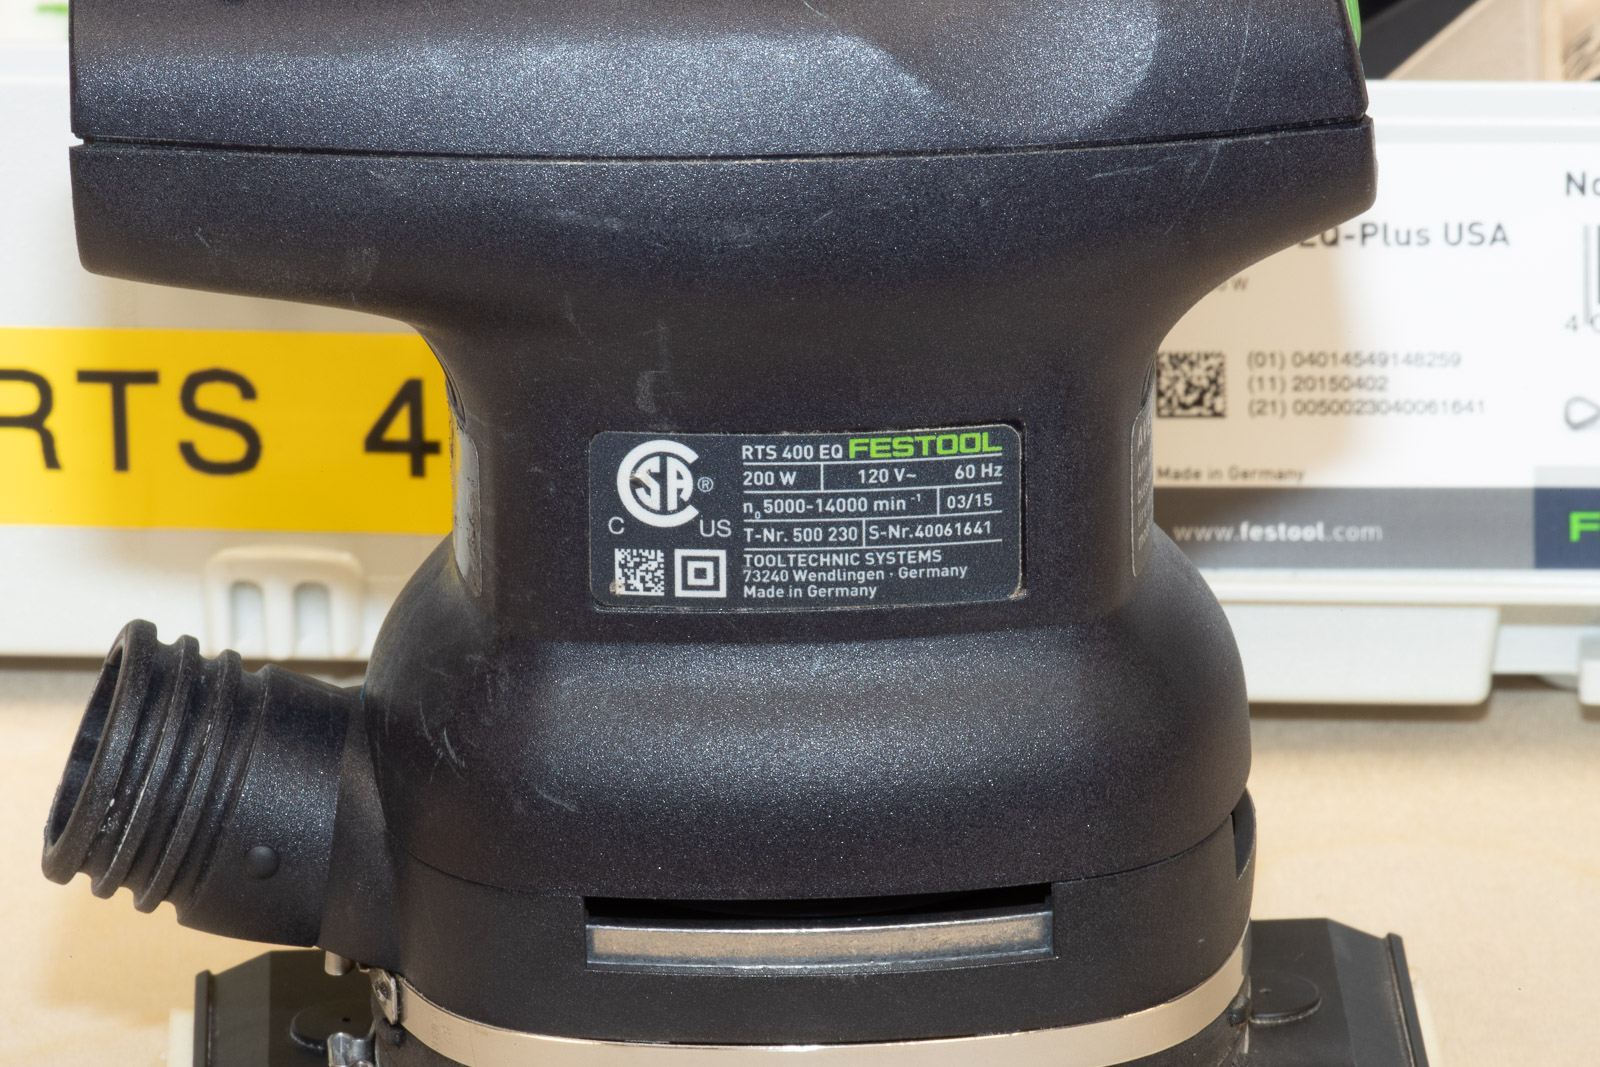 RTS 4
RTS 400 EQ FESTOOL
200 W 120 V~ 60 Hz
n₀ 5000-14000 min ⁻¹ 03/15
T-Nr. 500 230 S-Nr.40061641
TOOLTECHNIC SYSTEMS
73240 Wendlingen · Germany
Made in Germany
CSA ®
C US
EQ-Plus USA
(01) 04014549148259
(11) 20150402
(21) 0050023040061641
Made in Germany
www.festool.com